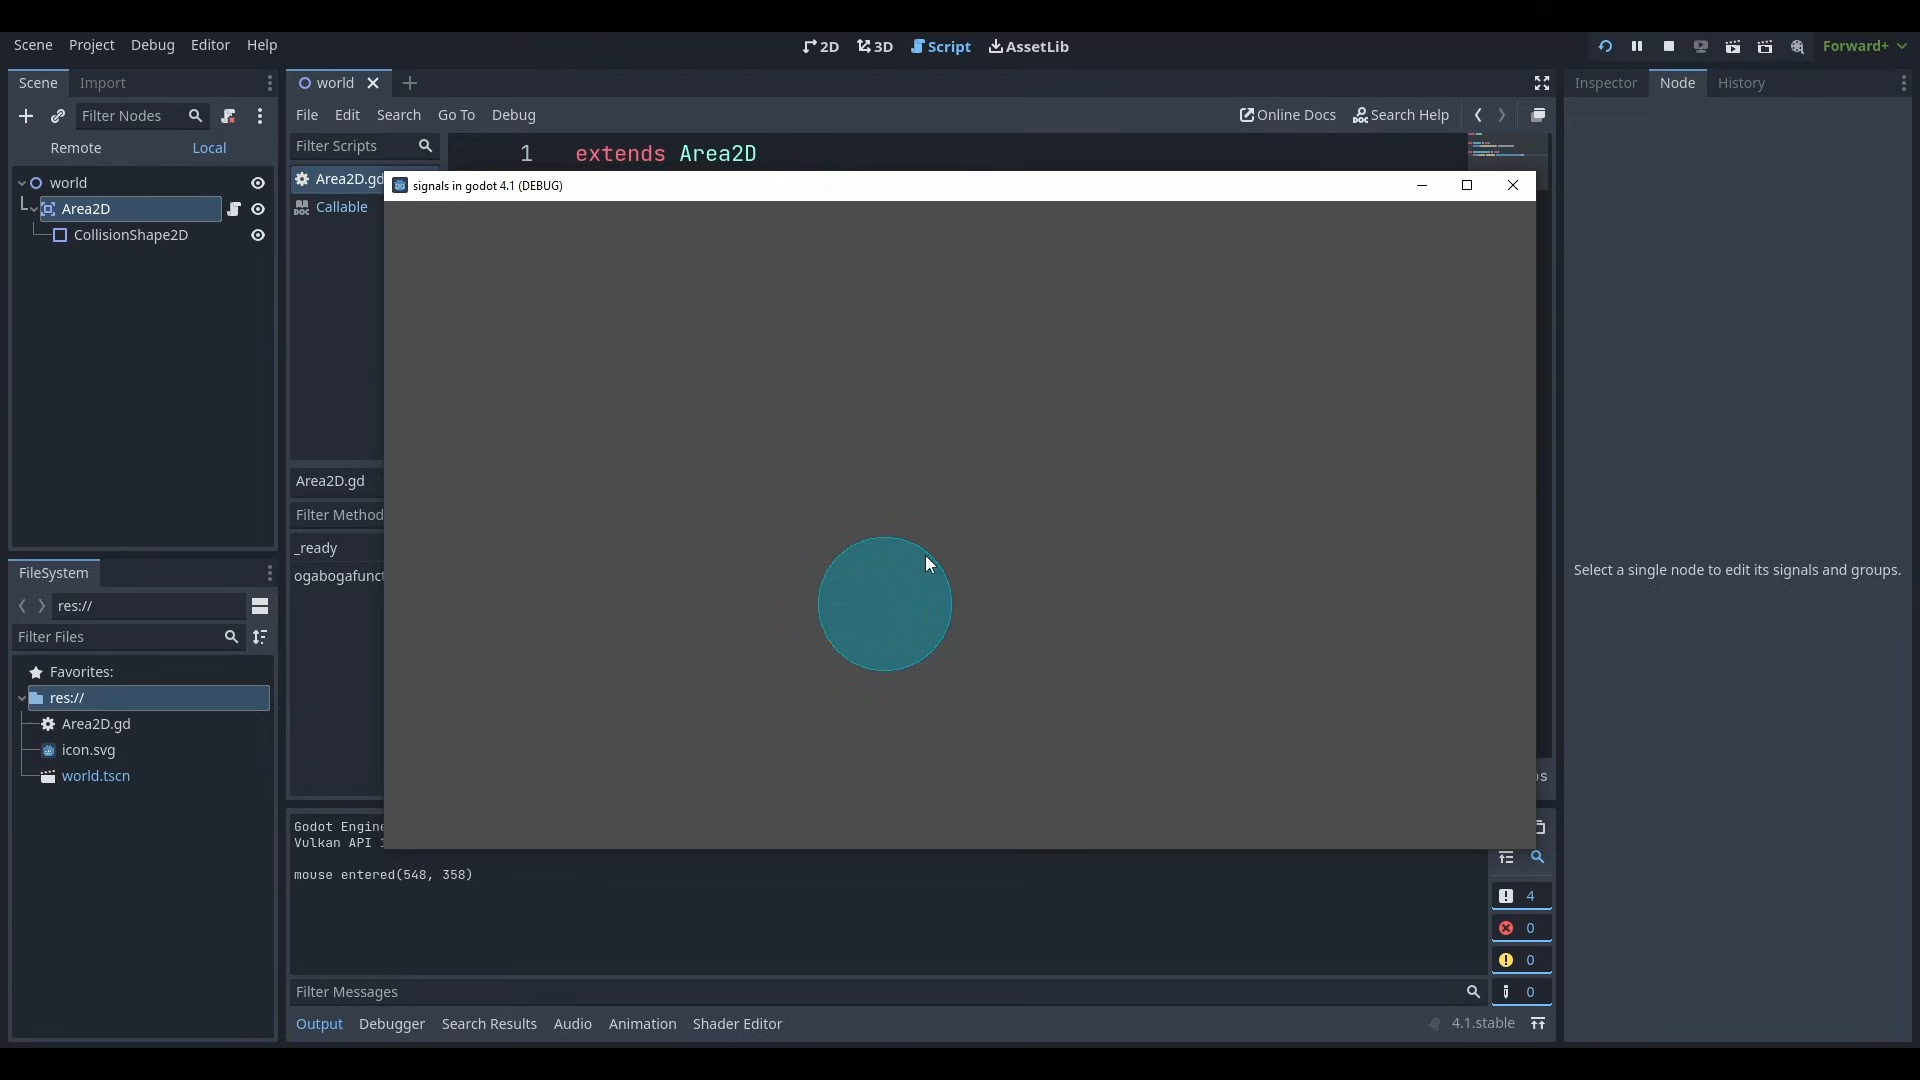 Scene Project Debug Editor Help
2D 3D Script AssetLib
Forward+
Scene Import
world
Inspector Node History
Filter Nodes
File Edit Search Go To Debug
Online Docs Search Help
Remote Local
Filter Scripts
1 extends Area2D
world
Area2D
CollisionShape2D
Area2D.gd
Callable
signals in godot 4.1 (DEBUG)
Area2D.gd
Filter Method
_ready
ogabogafunct
FileSystem
res://
Filter Files
Favorites:
res://
Area2D.gd
icon.svg
world.tscn
Select a single node to edit its signals and groups.
Godot Engine
Vulkan API
mouse entered(548, 358)
4
0
0
0
Filter Messages
Output Debugger Search Results Audio Animation Shader Editor
4.1.stable